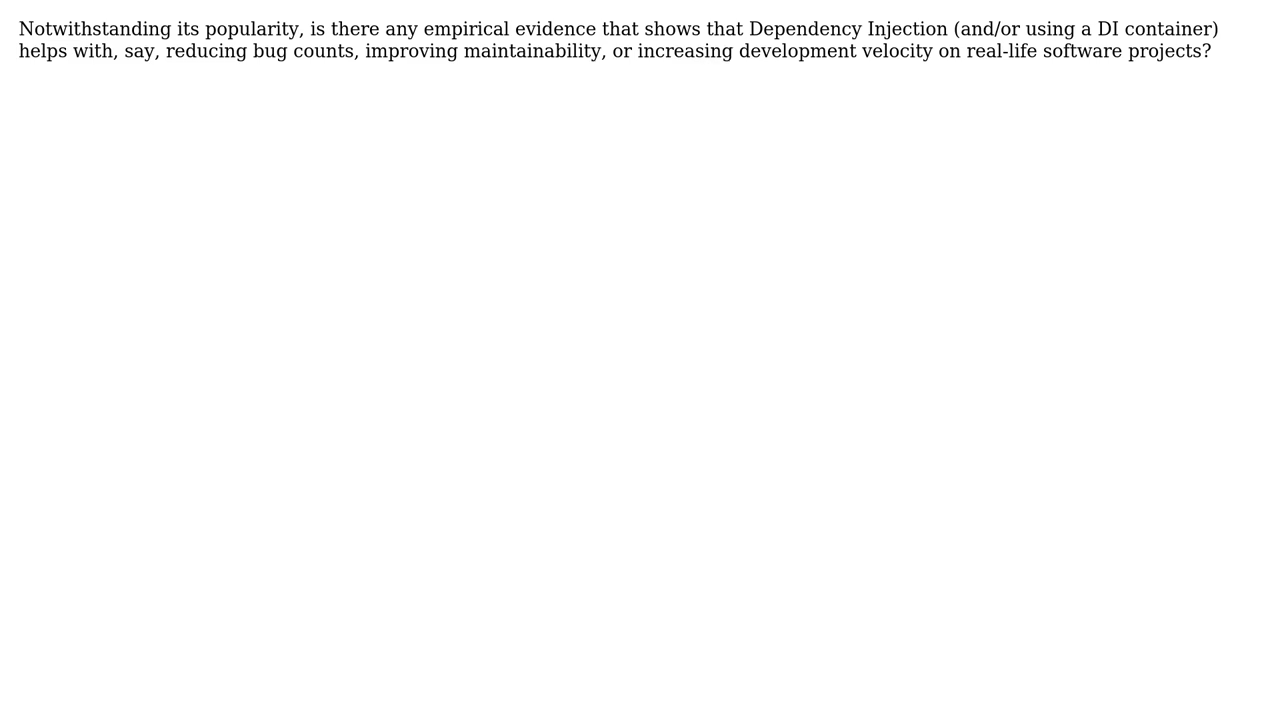 Notwithstanding its popularity, is there any empirical evidence that shows that Dependency Injection (and/or using a DI container)
helps with, say, reducing bug counts, improving maintainability, or increasing development velocity on real-life software projects?